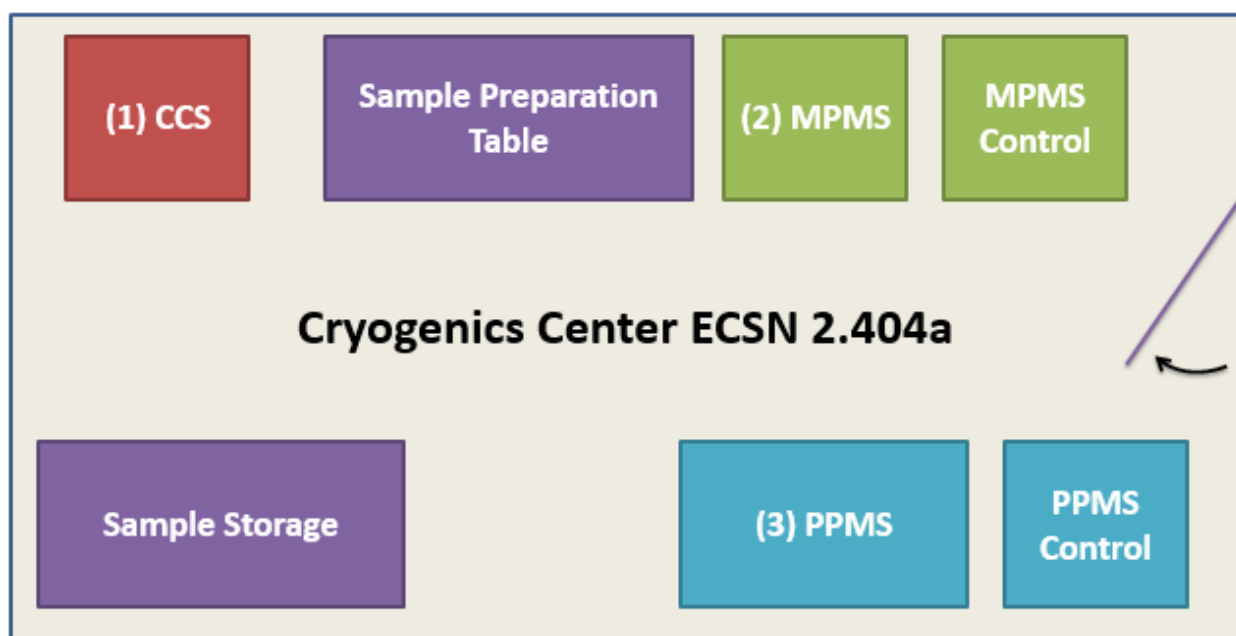 (1) CCS
Sample Preparation
Table
(2) MPMS
MPMS
Control
Cryogenics Center ECSN 2.404a
Sample Storage
(3) PPMS
PPMS
Control